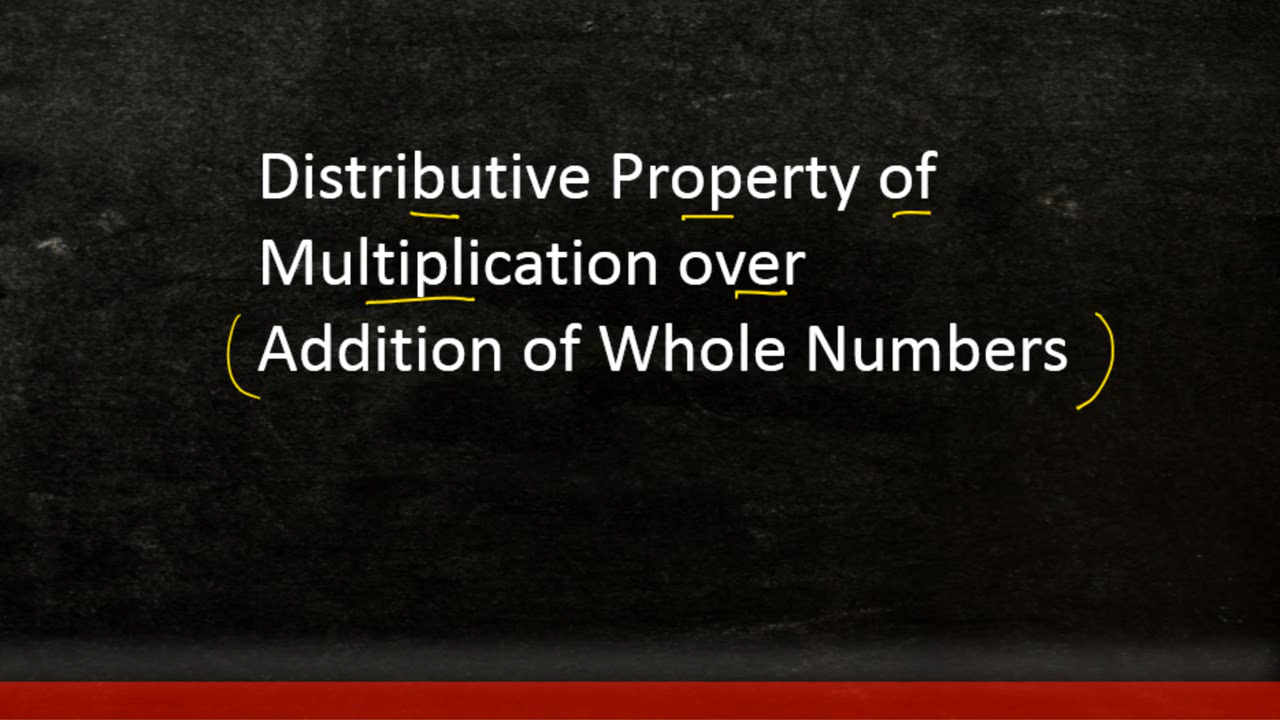 Distributive Property of
Multiplication over
(Addition of Whole Numbers)